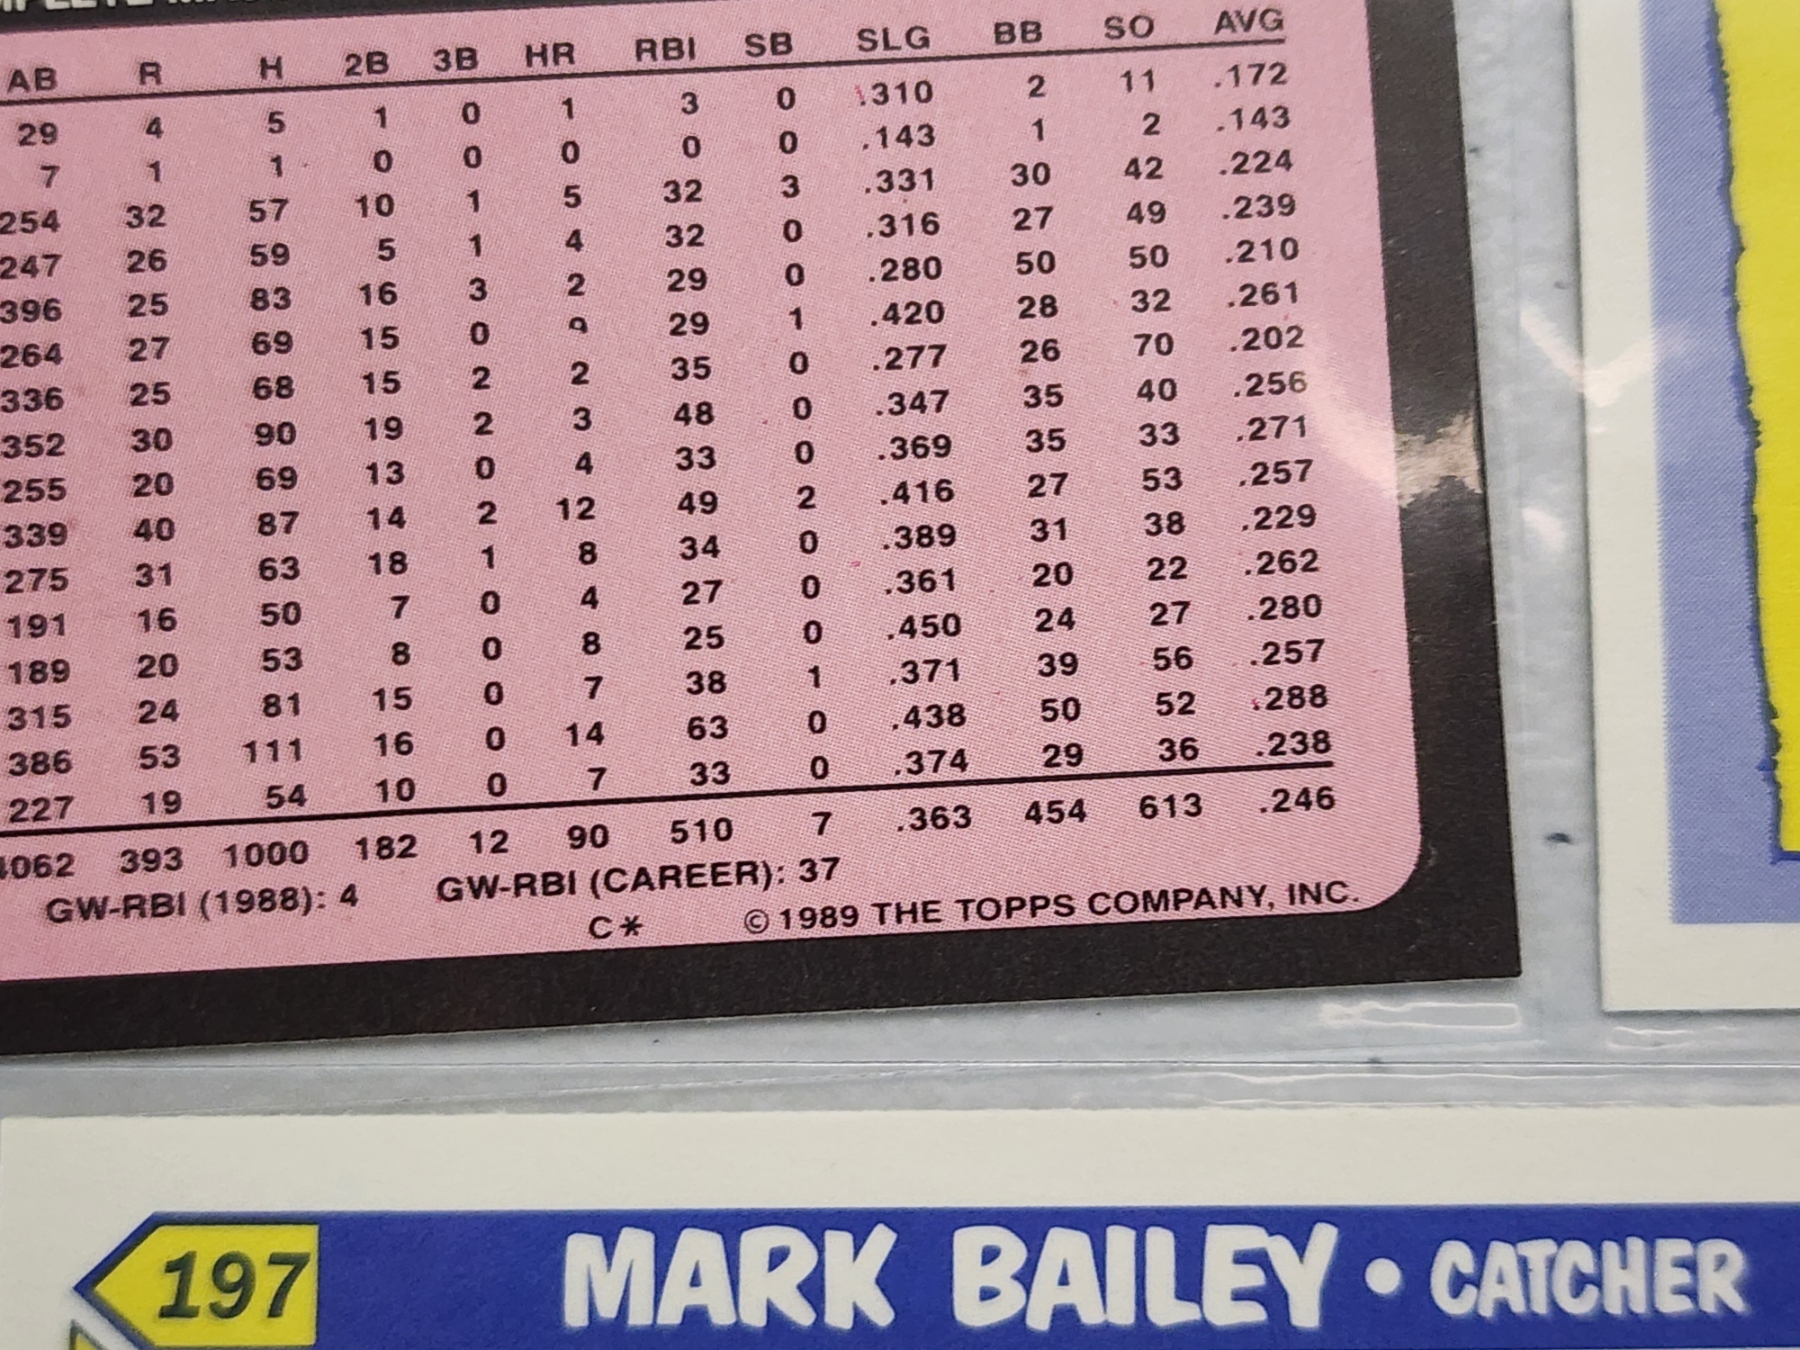 AB R H 2B 3B HR RBI SB SLG BB SO AVG
29 4 5 1 0 1 3 0 .310 2 11 .172
7 1 1 0 0 0 0 0 .143 1 2 .143
254 32 57 10 1 5 32 3 .331 30 42 .224
247 26 59 5 1 4 32 0 .316 27 49 .239
396 25 83 16 3 2 29 0 .280 50 50 .210
264 27 69 15 0 9 29 1 .420 28 32 .261
336 25 68 15 2 2 35 0 .277 26 70 .202
352 30 90 19 2 3 48 0 .347 35 40 .256
255 20 69 13 0 4 33 0 .369 35 33 .271
339 40 87 14 2 12 49 2 .416 27 53 .257
275 31 63 18 1 8 34 0 .389 31 38 .229
191 16 50 7 0 4 27 0 .361 20 22 .262
189 20 53 8 0 8 25 0 .450 24 27 .280
315 24 81 15 0 7 38 1 .371 39 56 .257
386 53 111 16 0 14 63 0 .438 50 52 .288
227 19 54 10 0 7 33 0 .374 29 36 .238
4062 393 1000 182 12 90 510 7 .363 454 613 .246
GW-RBI (1988): 4 GW-RBI (CAREER): 37
C* © 1989 THE TOPPS COMPANY, INC.
197 MARK BAILEY • CATCHER